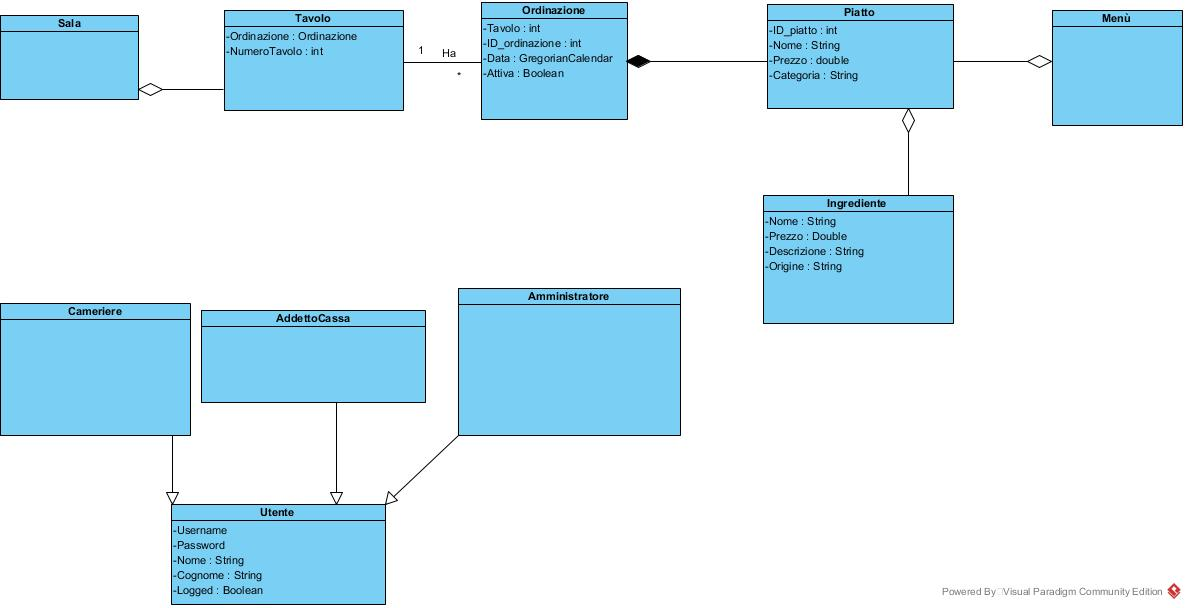 Sala
Tavolo
-Ordinazione : Ordinazione
-NumeroTavolo : int
1
Ha
*
Ordinazione
-Tavolo : int
-ID_ordinazione : int
-Data : GregorianCalendar
-Attiva : Boolean
Piatto
-ID_piatto : int
-Nome : String
-Prezzo : double
-Categoria : String
Menù
Ingrediente
-Nome : String
-Prezzo : Double
-Descrizione : String
-Origine : String
Cameriere
AddettoCassa
Amministratore
Utente
-Username
-Password
-Nome : String
-Cognome : String
-Logged : Boolean
Powered By Visual Paradigm Community Edition